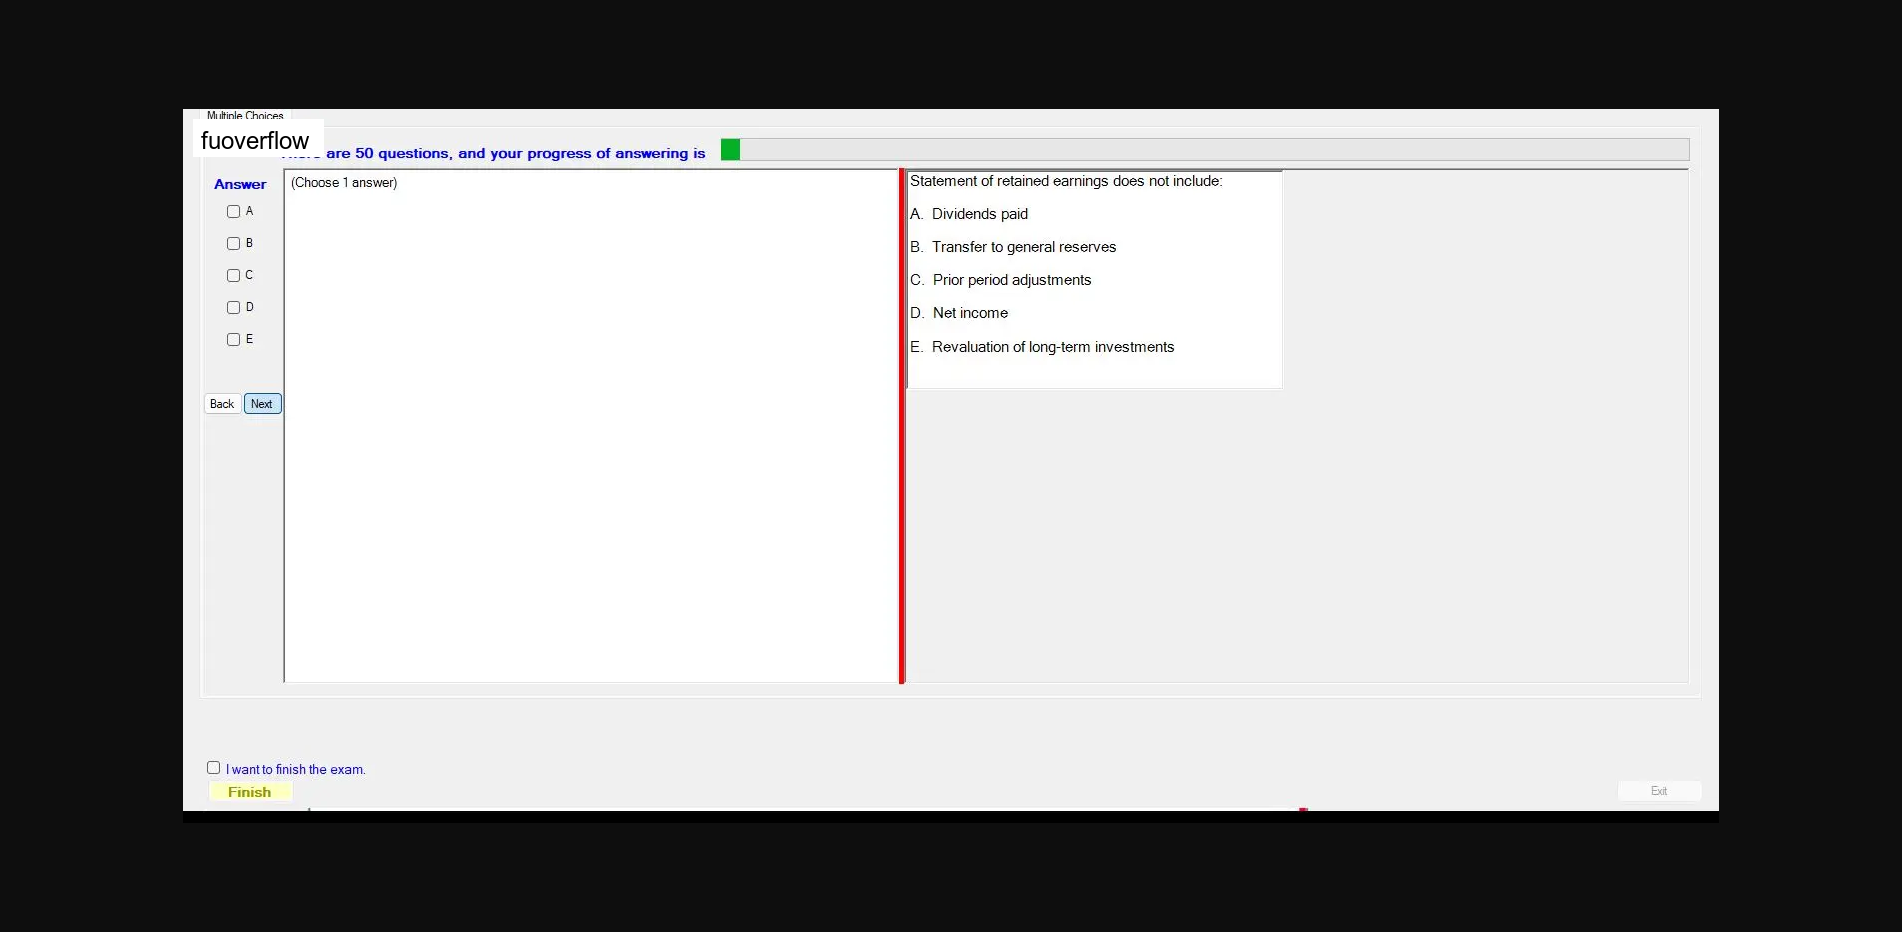 Multiple Choices
fuoverflow
are 50 questions, and your progress of answering is
Answer
(Choose 1 answer)
A
B
C
D
E
Back Next
Statement of retained earnings does not include:
A. Dividends paid
B. Transfer to general reserves
C. Prior period adjustments
D. Net income
E. Revaluation of long-term investments
I want to finish the exam.
Finish
Exit